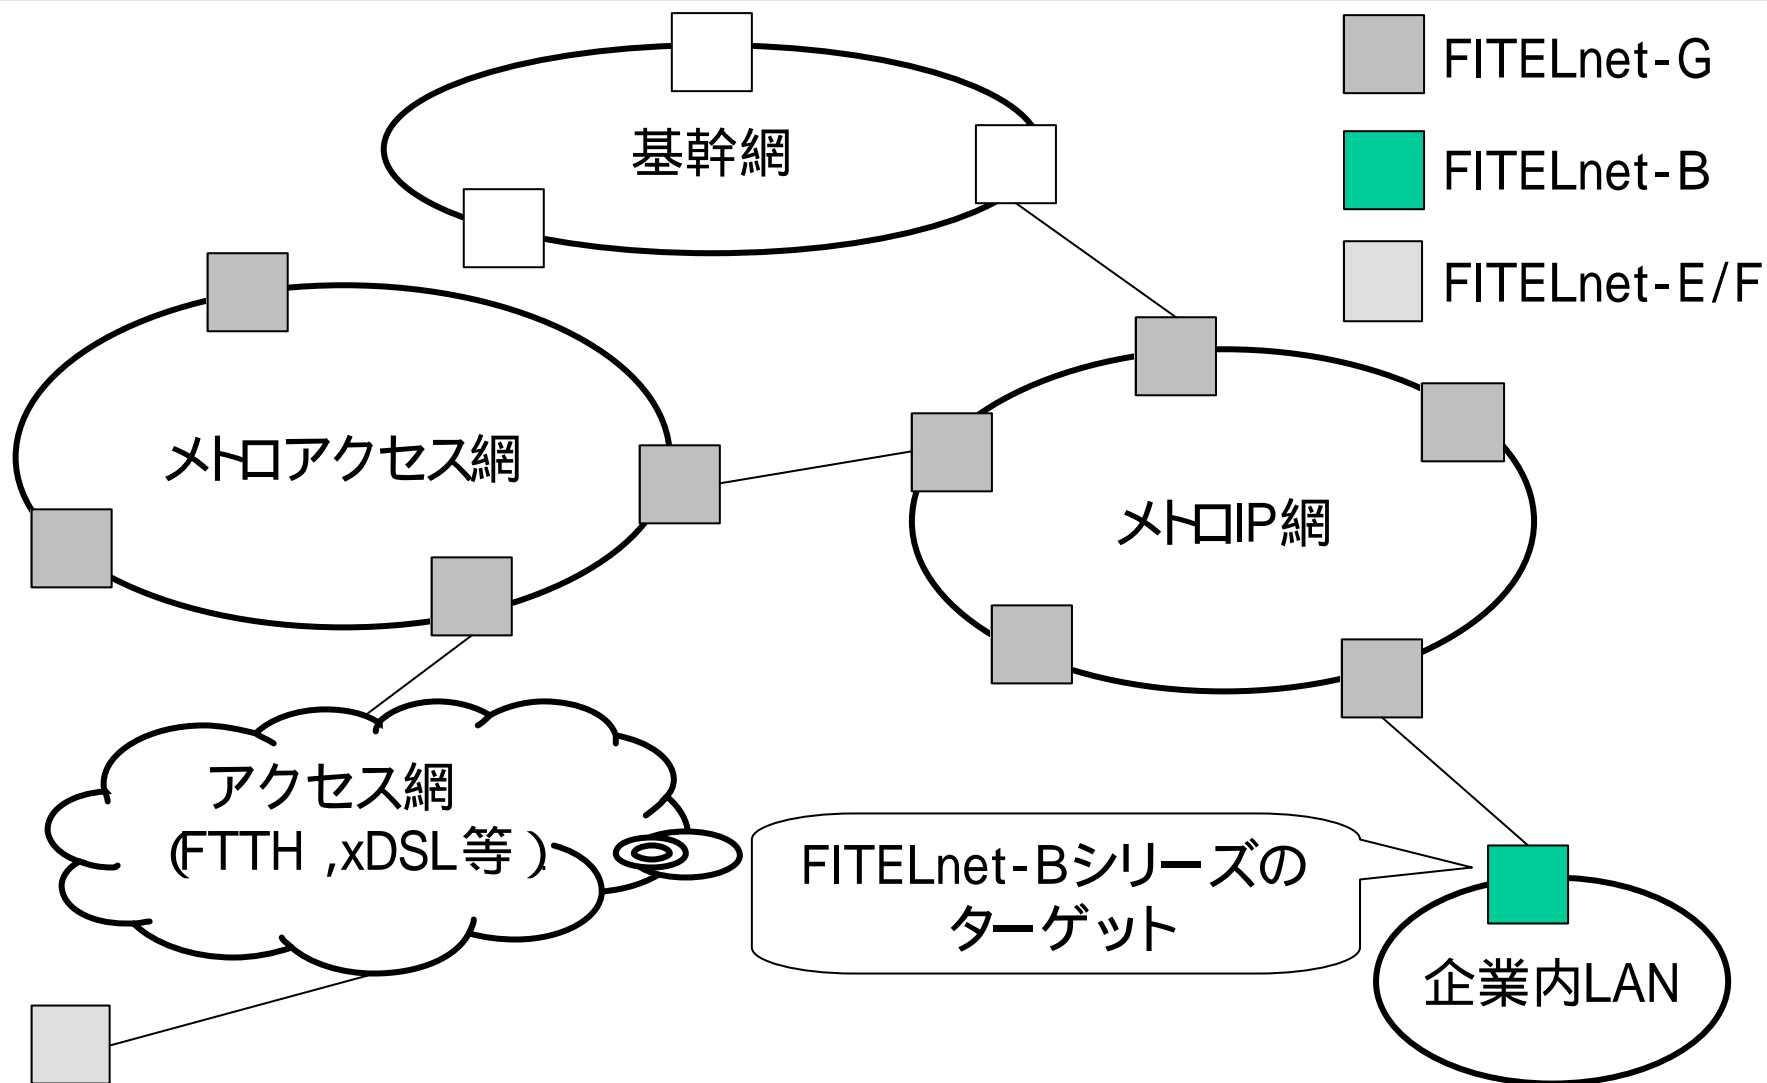 基幹網
FITELnet-G
FITELnet-B
FITELnet-E/F
メトロアクセス網
メトロIP網
アクセス網
(FTTH ,xDSL等 )
FITELnet-Bシリーズの
ターゲット
企業内LAN